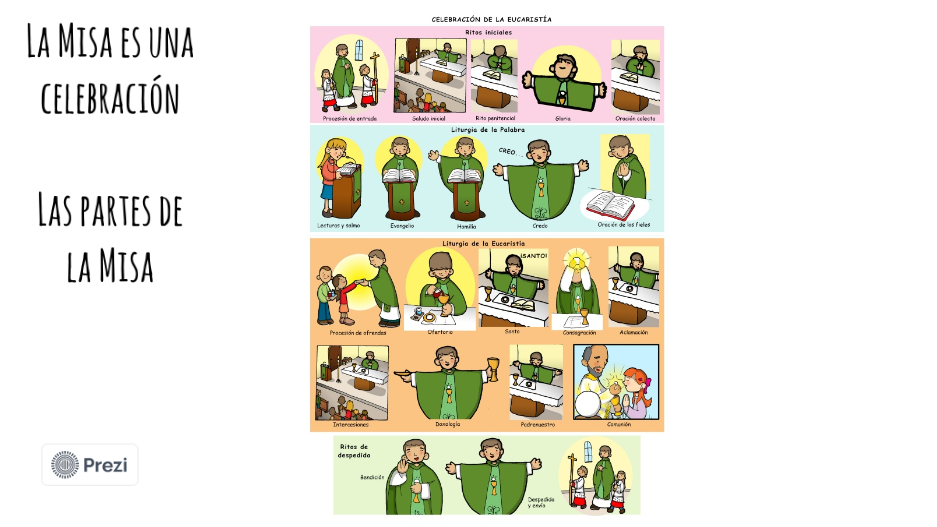 La Misa es una
celebración
Las partes de
la Misa
Prezi
CELEBRACIÓN DE LA EUCARISTÍA
Ritos iniciales
Procesión de entrada
Saludo inicial
Rito penitencial
Gloria
Oración colecta
Liturgia de la Palabra
CREO...
Lecturas y salmo
Evangelio
Homilía
Credo
Oración de los fieles
Liturgia de la Eucaristía
¡SANTO!
Procesión de ofrendas
Ofertorio
Santo
Consagración
Aclamación
Intercesiones
Doxología
Padrenuestro
Comunión
Ritos de
despedida
Bendición
Despedida
y envío